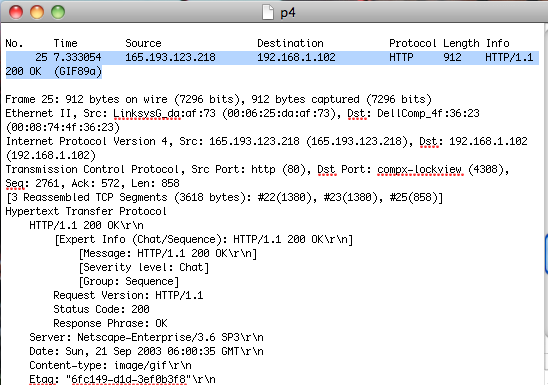 p4
No. Time Source Destination Protocol Length Info
25 7.333054 165.193.123.218 192.168.1.102 HTTP 912 HTTP/1.1
200 OK (GIF89a)
Frame 25: 912 bytes on wire (7296 bits), 912 bytes captured (7296 bits)
Ethernet II, Src: LinksysG_da:af:73 (00:06:25:da:af:73), Dst: DellComp_4f:36:23
(00:08:74:4f:36:23)
Internet Protocol Version 4, Src: 165.193.123.218 (165.193.123.218), Dst: 192.168.1.102
(192.168.1.102)
Transmission Control Protocol, Src Port: http (80), Dst Port: compx-lockview (4308),
Seq: 2761, Ack: 572, Len: 858
[3 Reassembled TCP Segments (3618 bytes): #22(1380), #23(1380), #25(858)]
Hypertext Transfer Protocol
HTTP/1.1 200 OK\r\n
[Expert Info (Chat/Sequence): HTTP/1.1 200 OK\r\n]
[Message: HTTP/1.1 200 OK\r\n]
[Severity level: Chat]
[Group: Sequence]
Request Version: HTTP/1.1
Status Code: 200
Response Phrase: OK
Server: Netscape-Enterprise/3.6 SP3\r\n
Date: Sun, 21 Sep 2003 06:00:35 GMT\r\n
Content-type: image/gif\r\n
Etag: "6fc149-d1d-3ef0b3f8"\r\n